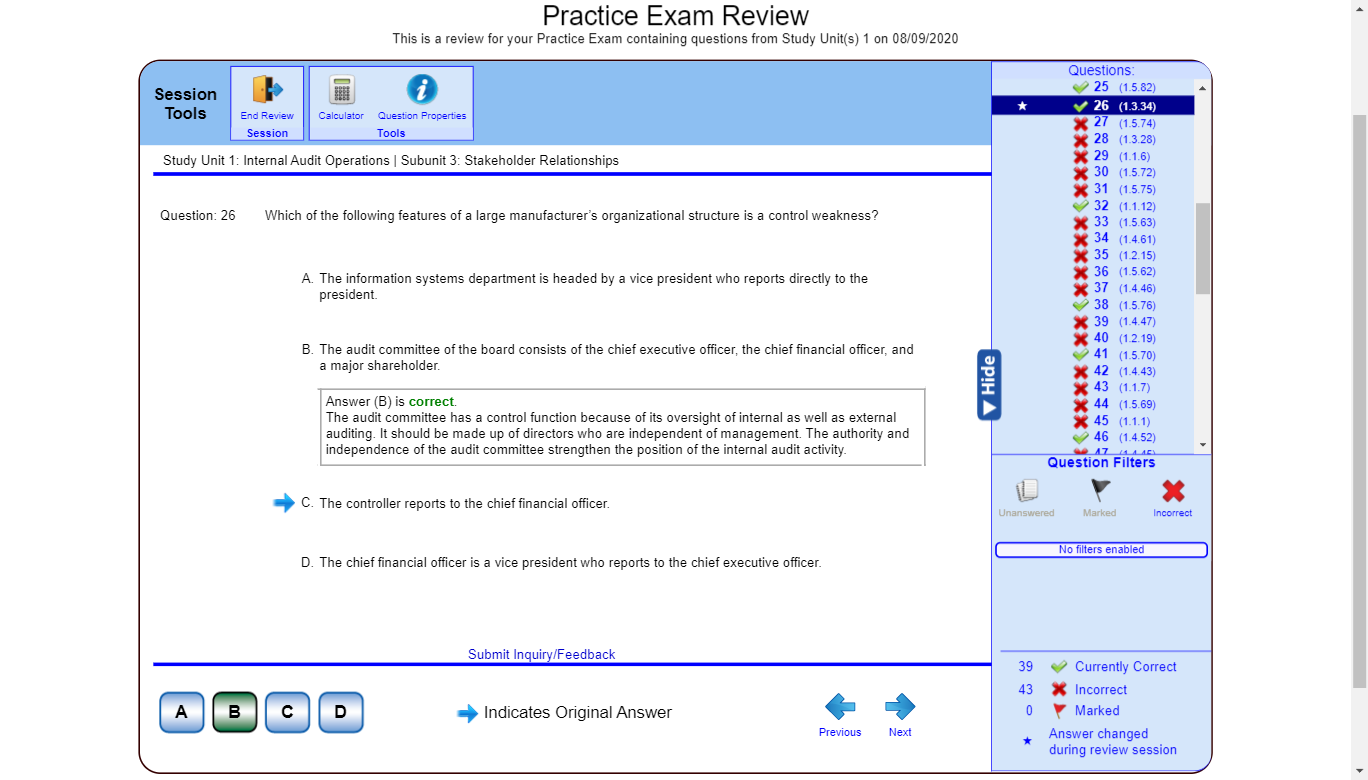 Practice Exam Review
This is a review for your Practice Exam containing questions from Study Unit(s) 1 on 08/09/2020
Session
Tools
End Review
Session
Calculator
Question Properties
Tools
Study Unit 1: Internal Audit Operations | Subunit 3: Stakeholder Relationships
Question: 26 Which of the following features of a large manufacturer's organizational structure is a control weakness?
A. The information systems department is headed by a vice president who reports directly to the
president.
B. The audit committee of the board consists of the chief executive officer, the chief financial officer, and
a major shareholder.
Answer (B) is correct.
The audit committee has a control function because of its oversight of internal as well as external
auditing. It should be made up of directors who are independent of management. The authority and
independence of the audit committee strengthen the position of the internal audit activity.
C. The controller reports to the chief financial officer.
D. The chief financial officer is a vice president who reports to the chief executive officer.
Submit Inquiry/Feedback
A B C D
Indicates Original Answer
Previous
Next
Hide
Questions:
25 (1.5.82)
26 (1.3.34)
27 (1.5.74)
28 (1.3.28)
29 (1.1.6)
30 (1.5.72)
31 (1.5.75)
32 (1.1.12)
33 (1.5.63)
34 (1.4.61)
35 (1.2.15)
36 (1.5.62)
37 (1.4.46)
38 (1.5.76)
39 (1.4.47)
40 (1.2.19)
41 (1.5.70)
42 (1.4.43)
43 (1.1.7)
44 (1.5.69)
45 (1.1.1)
46 (1.4.52)
47 (1.4.45)
Question Filters
Unanswered
Marked
Incorrect
No filters enabled
39 Currently Correct
43 Incorrect
0 Marked
Answer changed
during review session